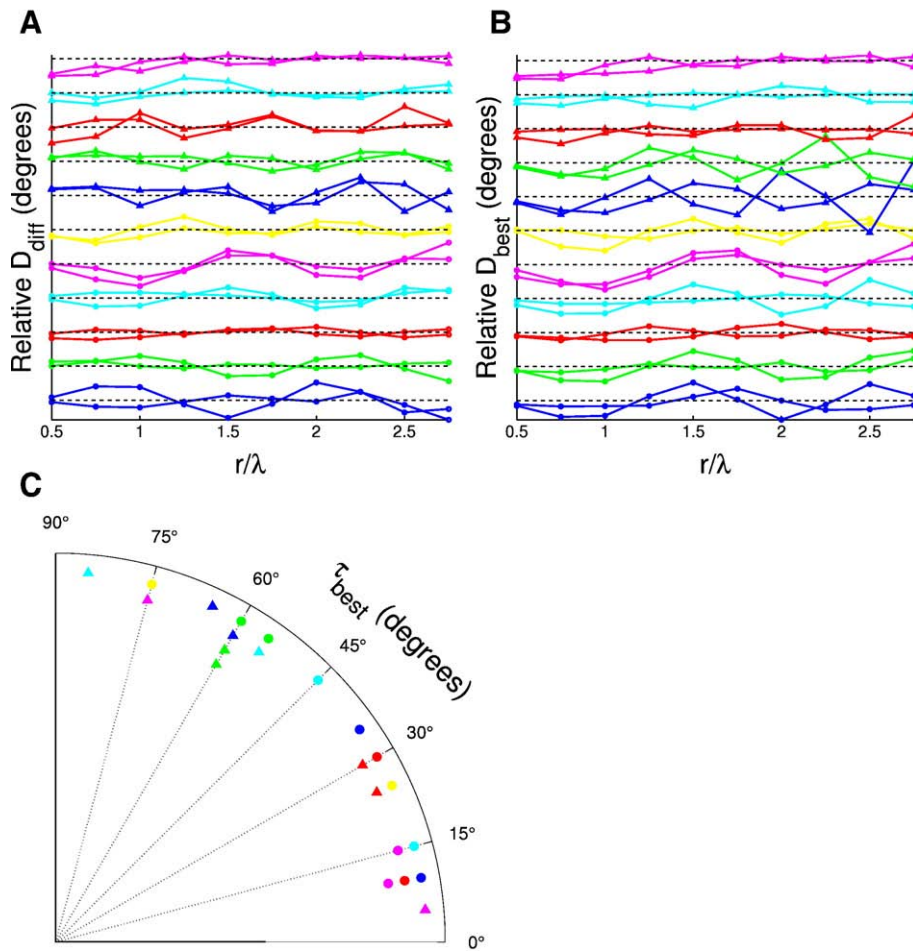 A
B
Relative D_diff (degrees)
0.5 1 1.5 2 2.5
r/λ
Relative D_best (degrees)
0.5 1 1.5 2 2.5
r/λ
C
90°
75°
60°
45°
30°
15°
0°
τ_best (degrees)